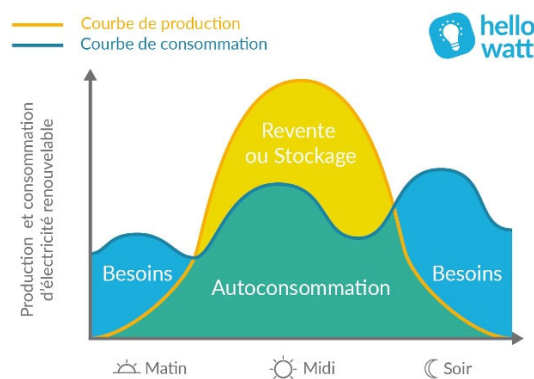 Courbe de production
Courbe de consommation
hello
watt
Production et consommation
d'électricité renouvelable
Revente
ou Stockage
Besoins
Autoconsommation
Besoins
Matin
Midi
Soir